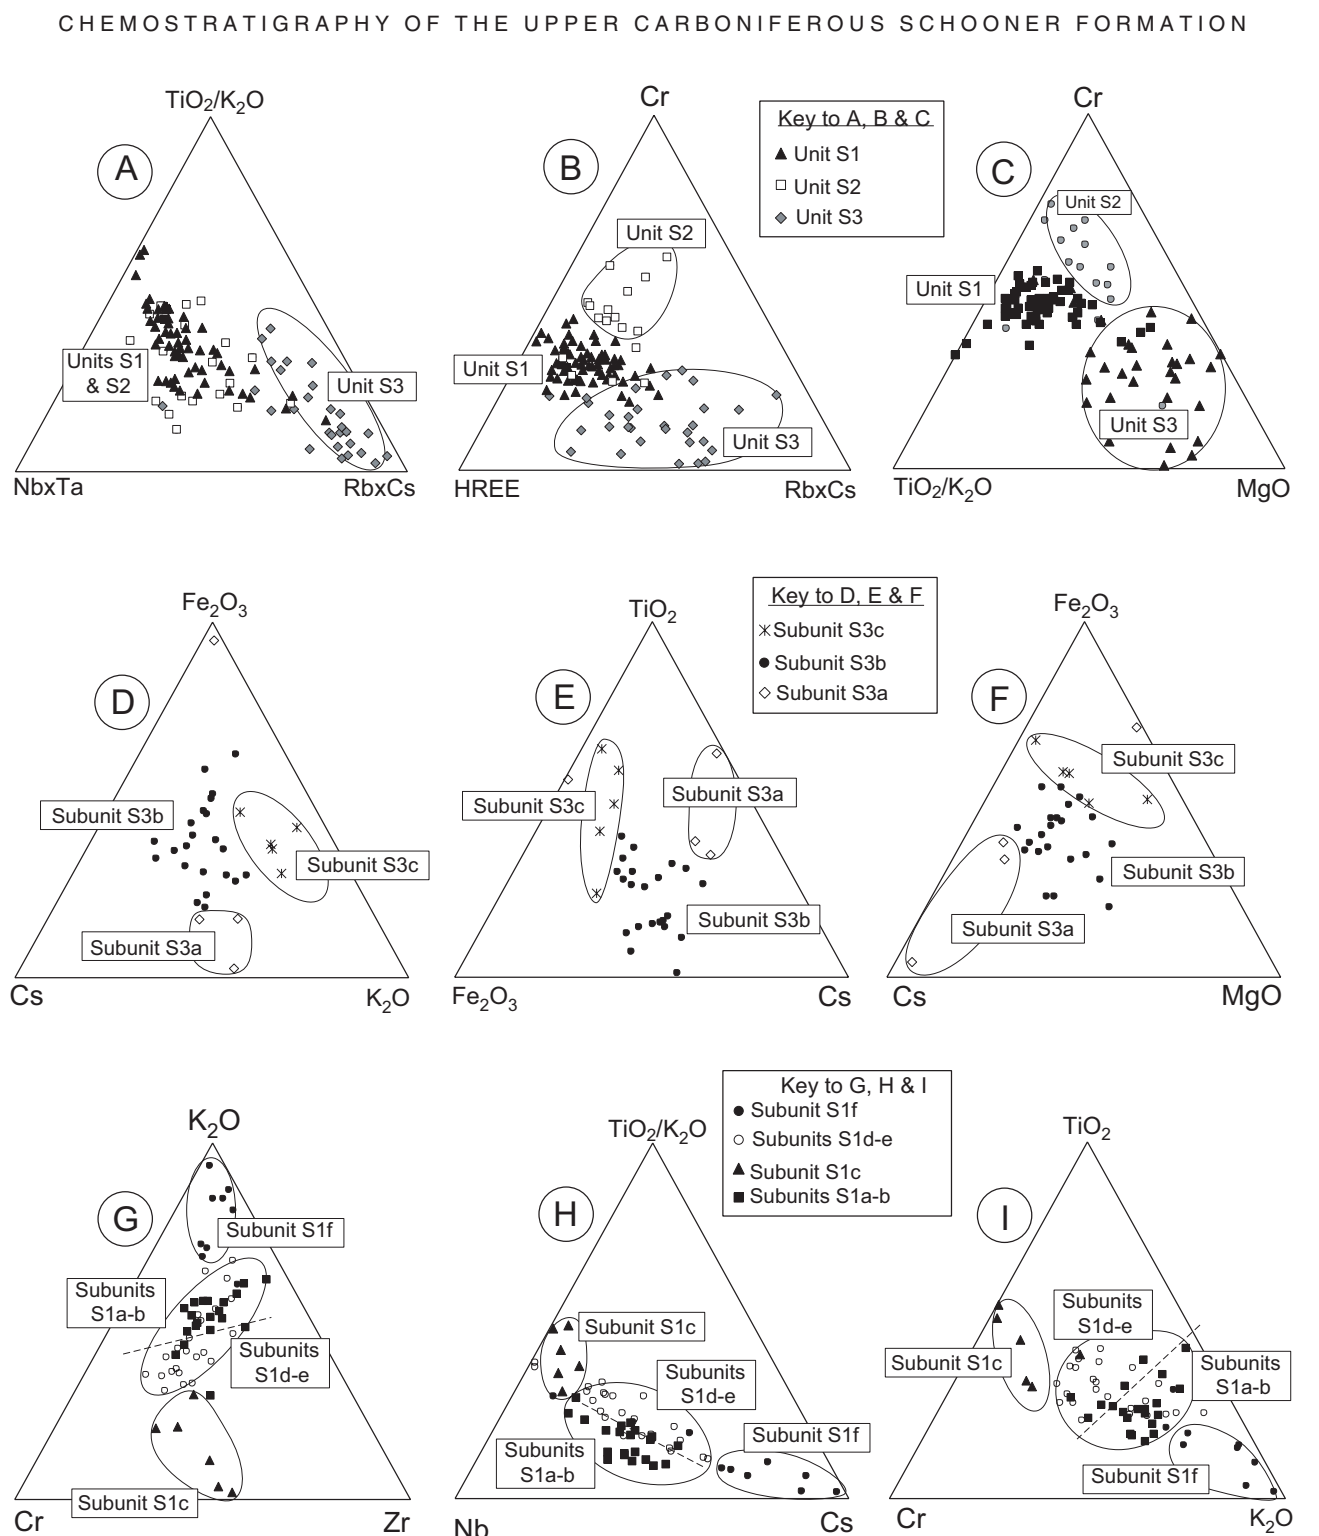 CHEMOSTRATIGRAPHY OF THE UPPER CARBONIFEROUS SCHOONER FORMATION
TiO2/K2O
A
Units S1
& S2
Unit S3
NbxTa
RbxCs
Cr
B
Unit S2
Unit S1
Unit S3
HREE
RbxCs
Key to A, B & C
Unit S1
Unit S2
Unit S3
Cr
C
Unit S2
Unit S1
Unit S3
TiO2/K2O
MgO
Fe2O3
D
Subunit S3b
Subunit S3c
Subunit S3a
Cs
K2O
TiO2
E
Subunit S3c
Subunit S3a
Subunit S3b
Fe2O3
Cs
Key to D, E & F
Subunit S3c
Subunit S3b
Subunit S3a
Fe2O3
F
Subunit S3c
Subunit S3b
Subunit S3a
Cs
MgO
K2O
G
Subunit S1f
Subunits
S1a-b
Subunits
S1d-e
Subunit S1c
Cr
Zr
TiO2/K2O
H
Subunit S1c
Subunits
S1d-e
Subunit S1f
Subunits
S1a-b
Nb
Cs
Key to G, H & I
Subunit S1f
Subunits S1d-e
Subunit S1c
Subunits S1a-b
TiO2
I
Subunits
S1d-e
Subunit S1c
Subunits
S1a-b
Subunit S1f
Cr
K2O